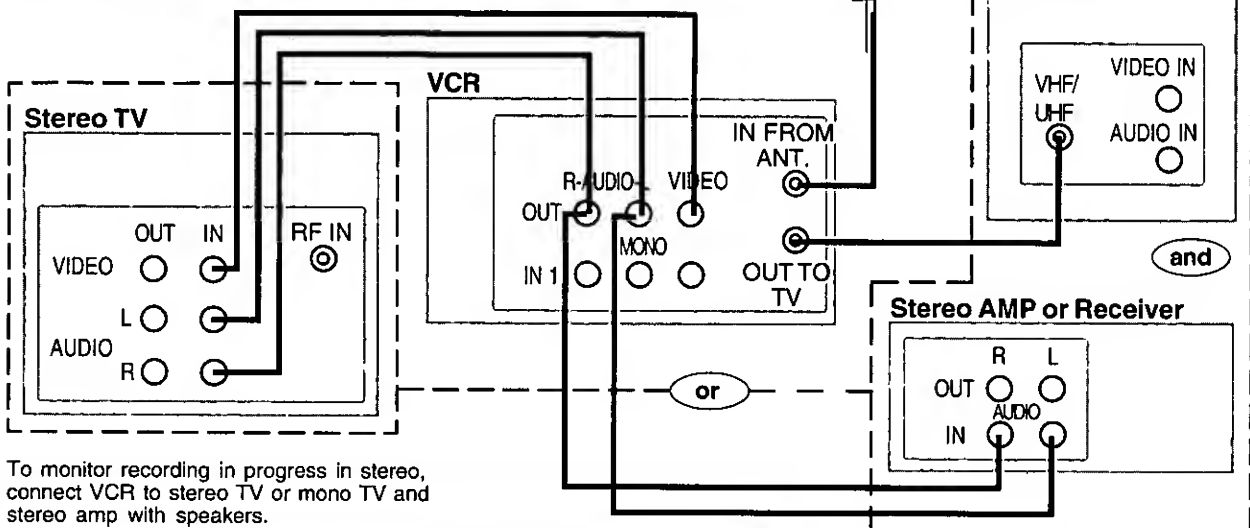 Stereo TV
OUT IN RF IN
VIDEO
L
AUDIO
R
VCR
IN FROM
ANT.
R-AUDIO-L VIDEO
OUT
MONO
IN 1
OUT TO
TV
VHF/
UHF
VIDEO IN
AUDIO IN
and
or
Stereo AMP or Receiver
R L
OUT
AUDIO
IN
To monitor recording in progress in stereo,
connect VCR to stereo TV or mono TV and
stereo amp with speakers.